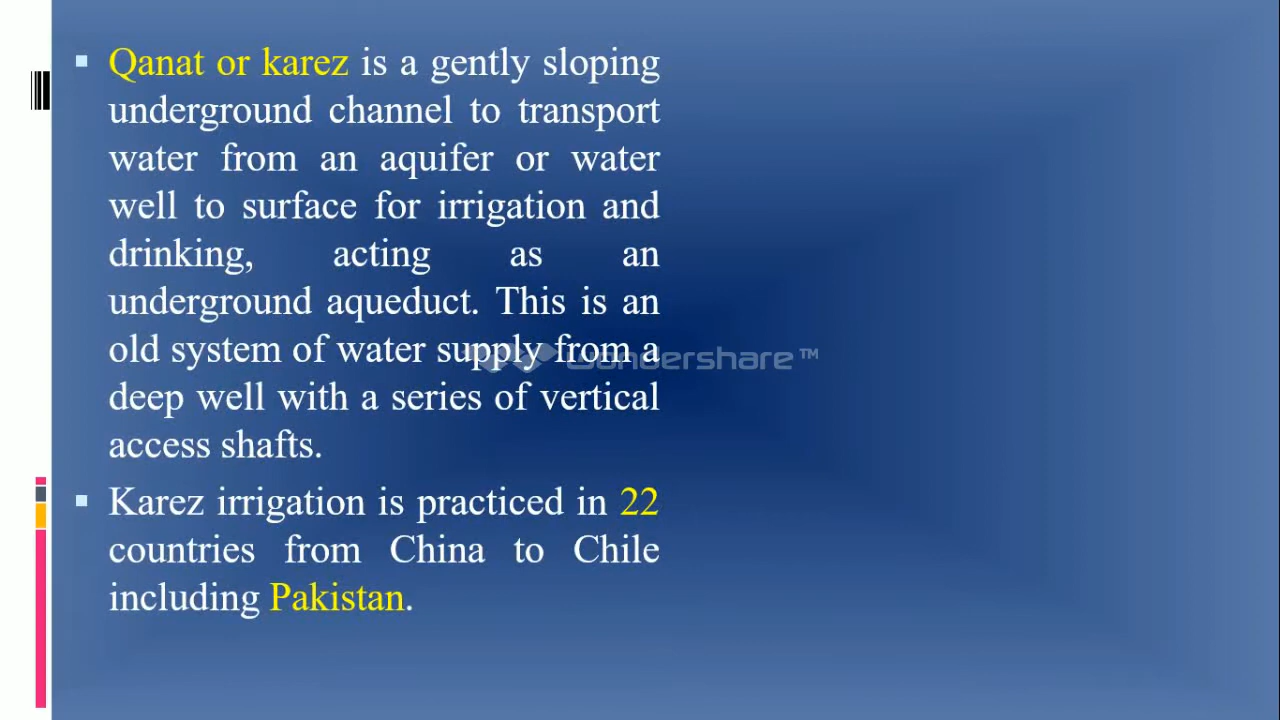 Qanat or karez is a gently sloping
underground channel to transport
water from an aquifer or water
well to surface for irrigation and
drinking, acting as an
underground aqueduct. This is an
old system of water supply from a
deep well with a series of vertical
access shafts.
wondershare™
Karez irrigation is practiced in 22
countries from China to Chile
including Pakistan.